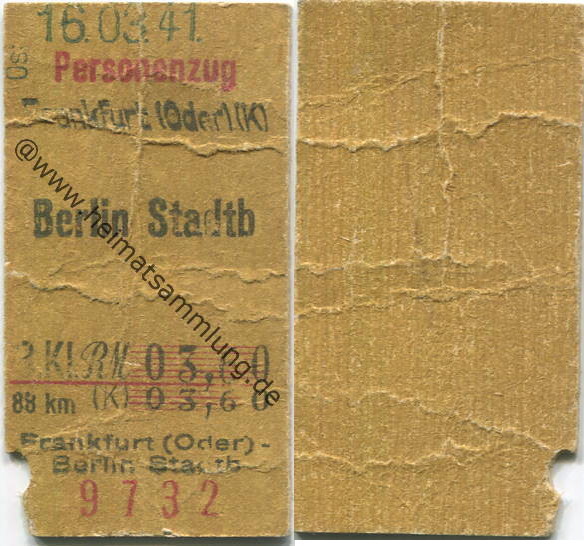 16.03.41.
Personenzug
Frankfurt (Oder) (K)
Berlin Stadtb
Kl. RM 03,60
88 km (K) 03,60
Frankfurt (Oder)-
Berlin Stadtb
9732
@www.heimatsammlung.de